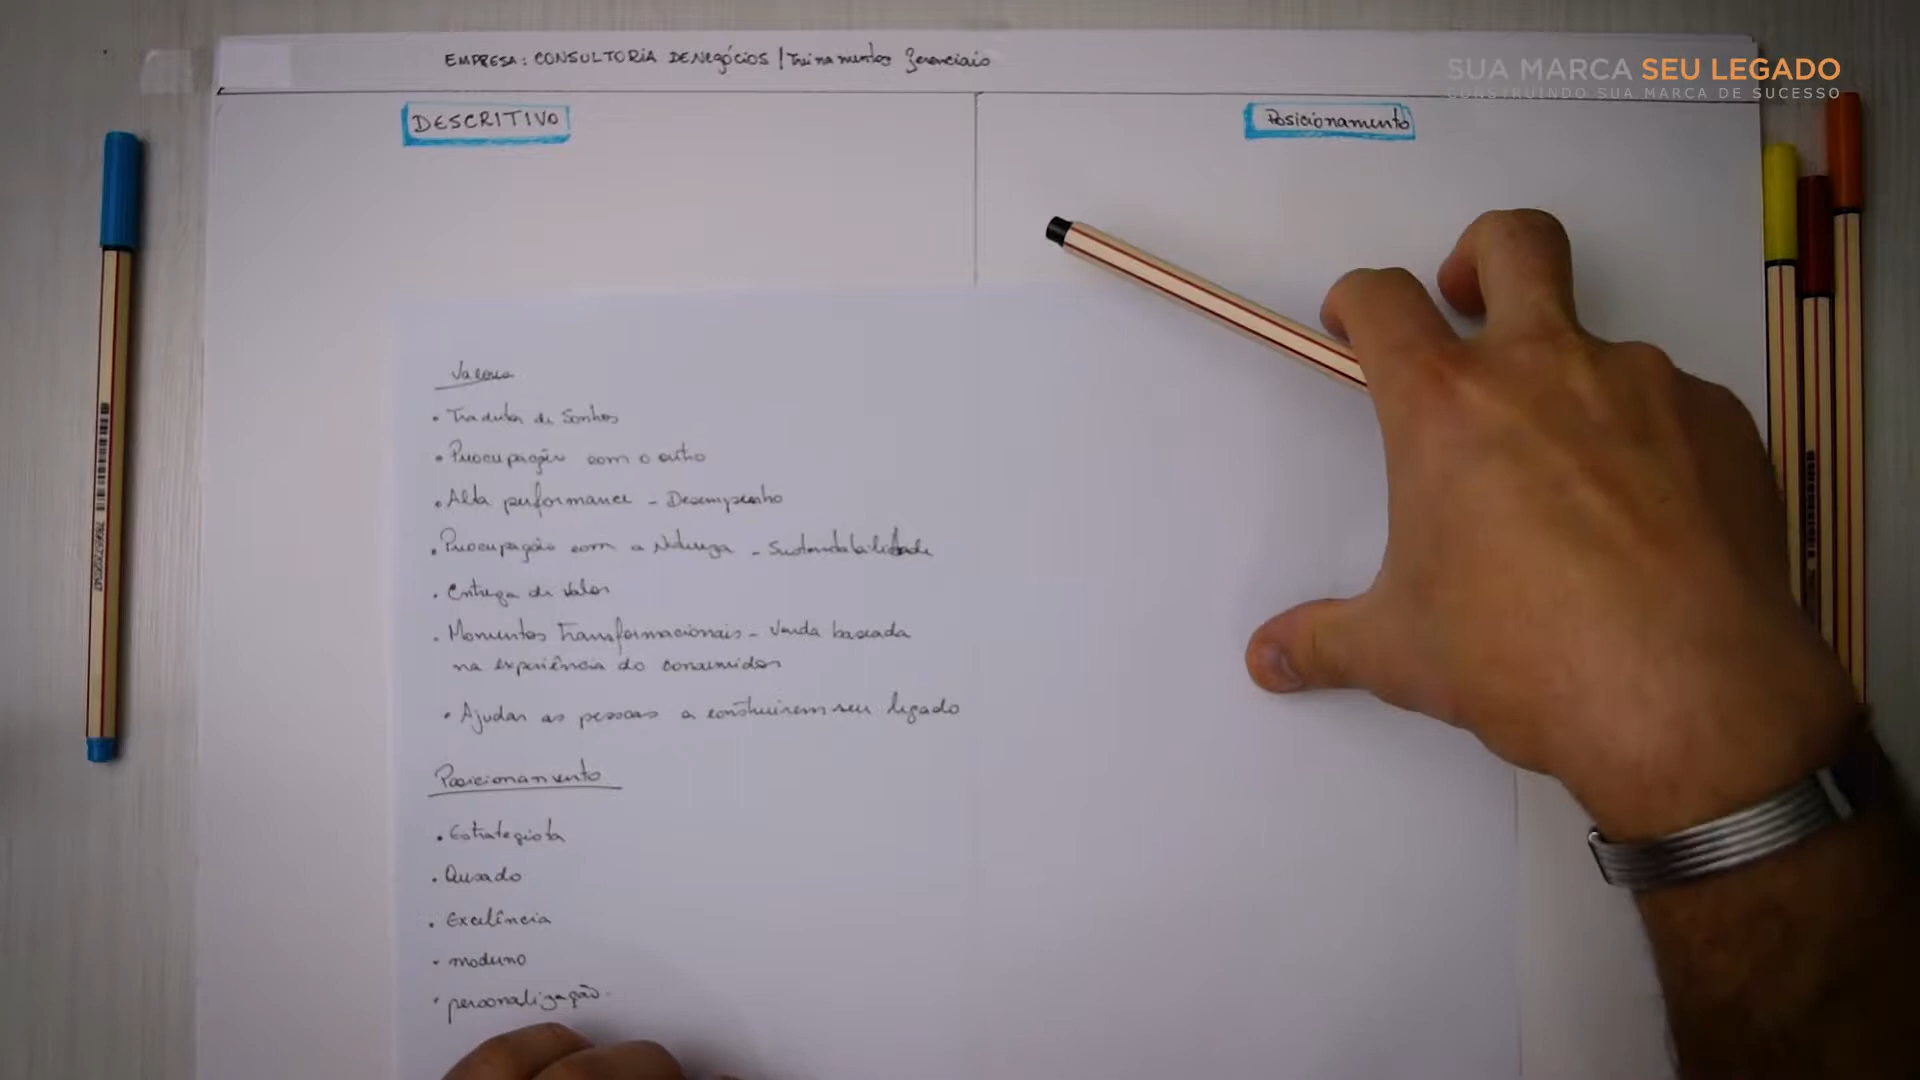 EMPRESA: CONSULTORIA DE NEGÓCIOS / Treinamentos Gerenciais
SUA MARCA SEU LEGADO
CONSTRUINDO SUA MARCA DE SUCESSO
DESCRITIVO
Posicionamento
Valores
• Tradutor de Sonhos
• Preocupação com o outro
• Alta performance - Desempenho
• Preocupação com a Natureza - Sustentabilidade
• Entrega de valor
• Momentos Transformacionais - Venda baseada
na experiência do consumidor
• Ajudar as pessoas a construirem seu legado
Posicionamento
• Estrategista
• Ousado
• Excelência
• moderno
• personalização